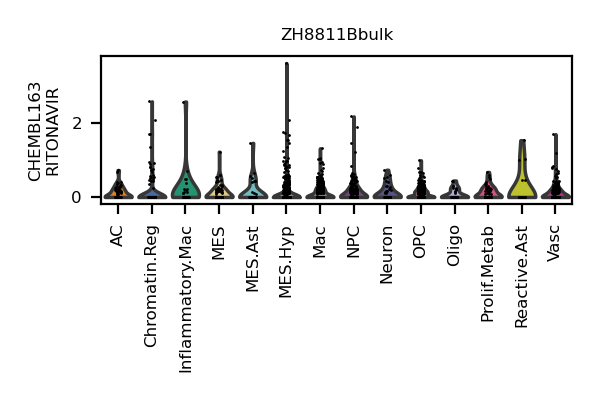 ZH8811Bbulk
CHEMBL163
RITONAVIR
2
0
AC
Chromatin.Reg
Inflammatory.Mac
MES
MES.Ast
MES.Hyp
Mac
NPC
Neuron
OPC
Oligo
Prolif.Metab
Reactive.Ast
Vasc